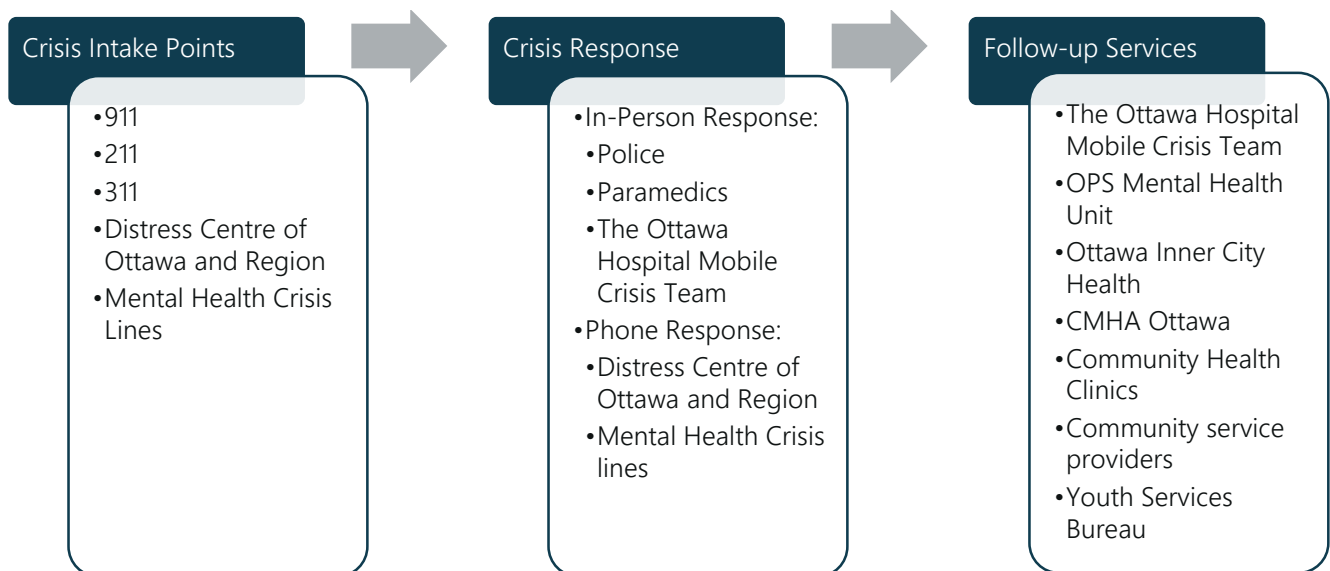 Crisis Intake Points
•911
•211
•311
•Distress Centre of
Ottawa and Region
•Mental Health Crisis
Lines
Crisis Response
•In-Person Response:
•Police
•Paramedics
•The Ottawa
Hospital Mobile
Crisis Team
•Phone Response:
•Distress Centre of
Ottawa and Region
•Mental Health Crisis
lines
Follow-up Services
•The Ottawa Hospital
Mobile Crisis Team
•OPS Mental Health
Unit
•Ottawa Inner City
Health
•CMHA Ottawa
•Community Health
Clinics
•Community service
providers
•Youth Services
Bureau